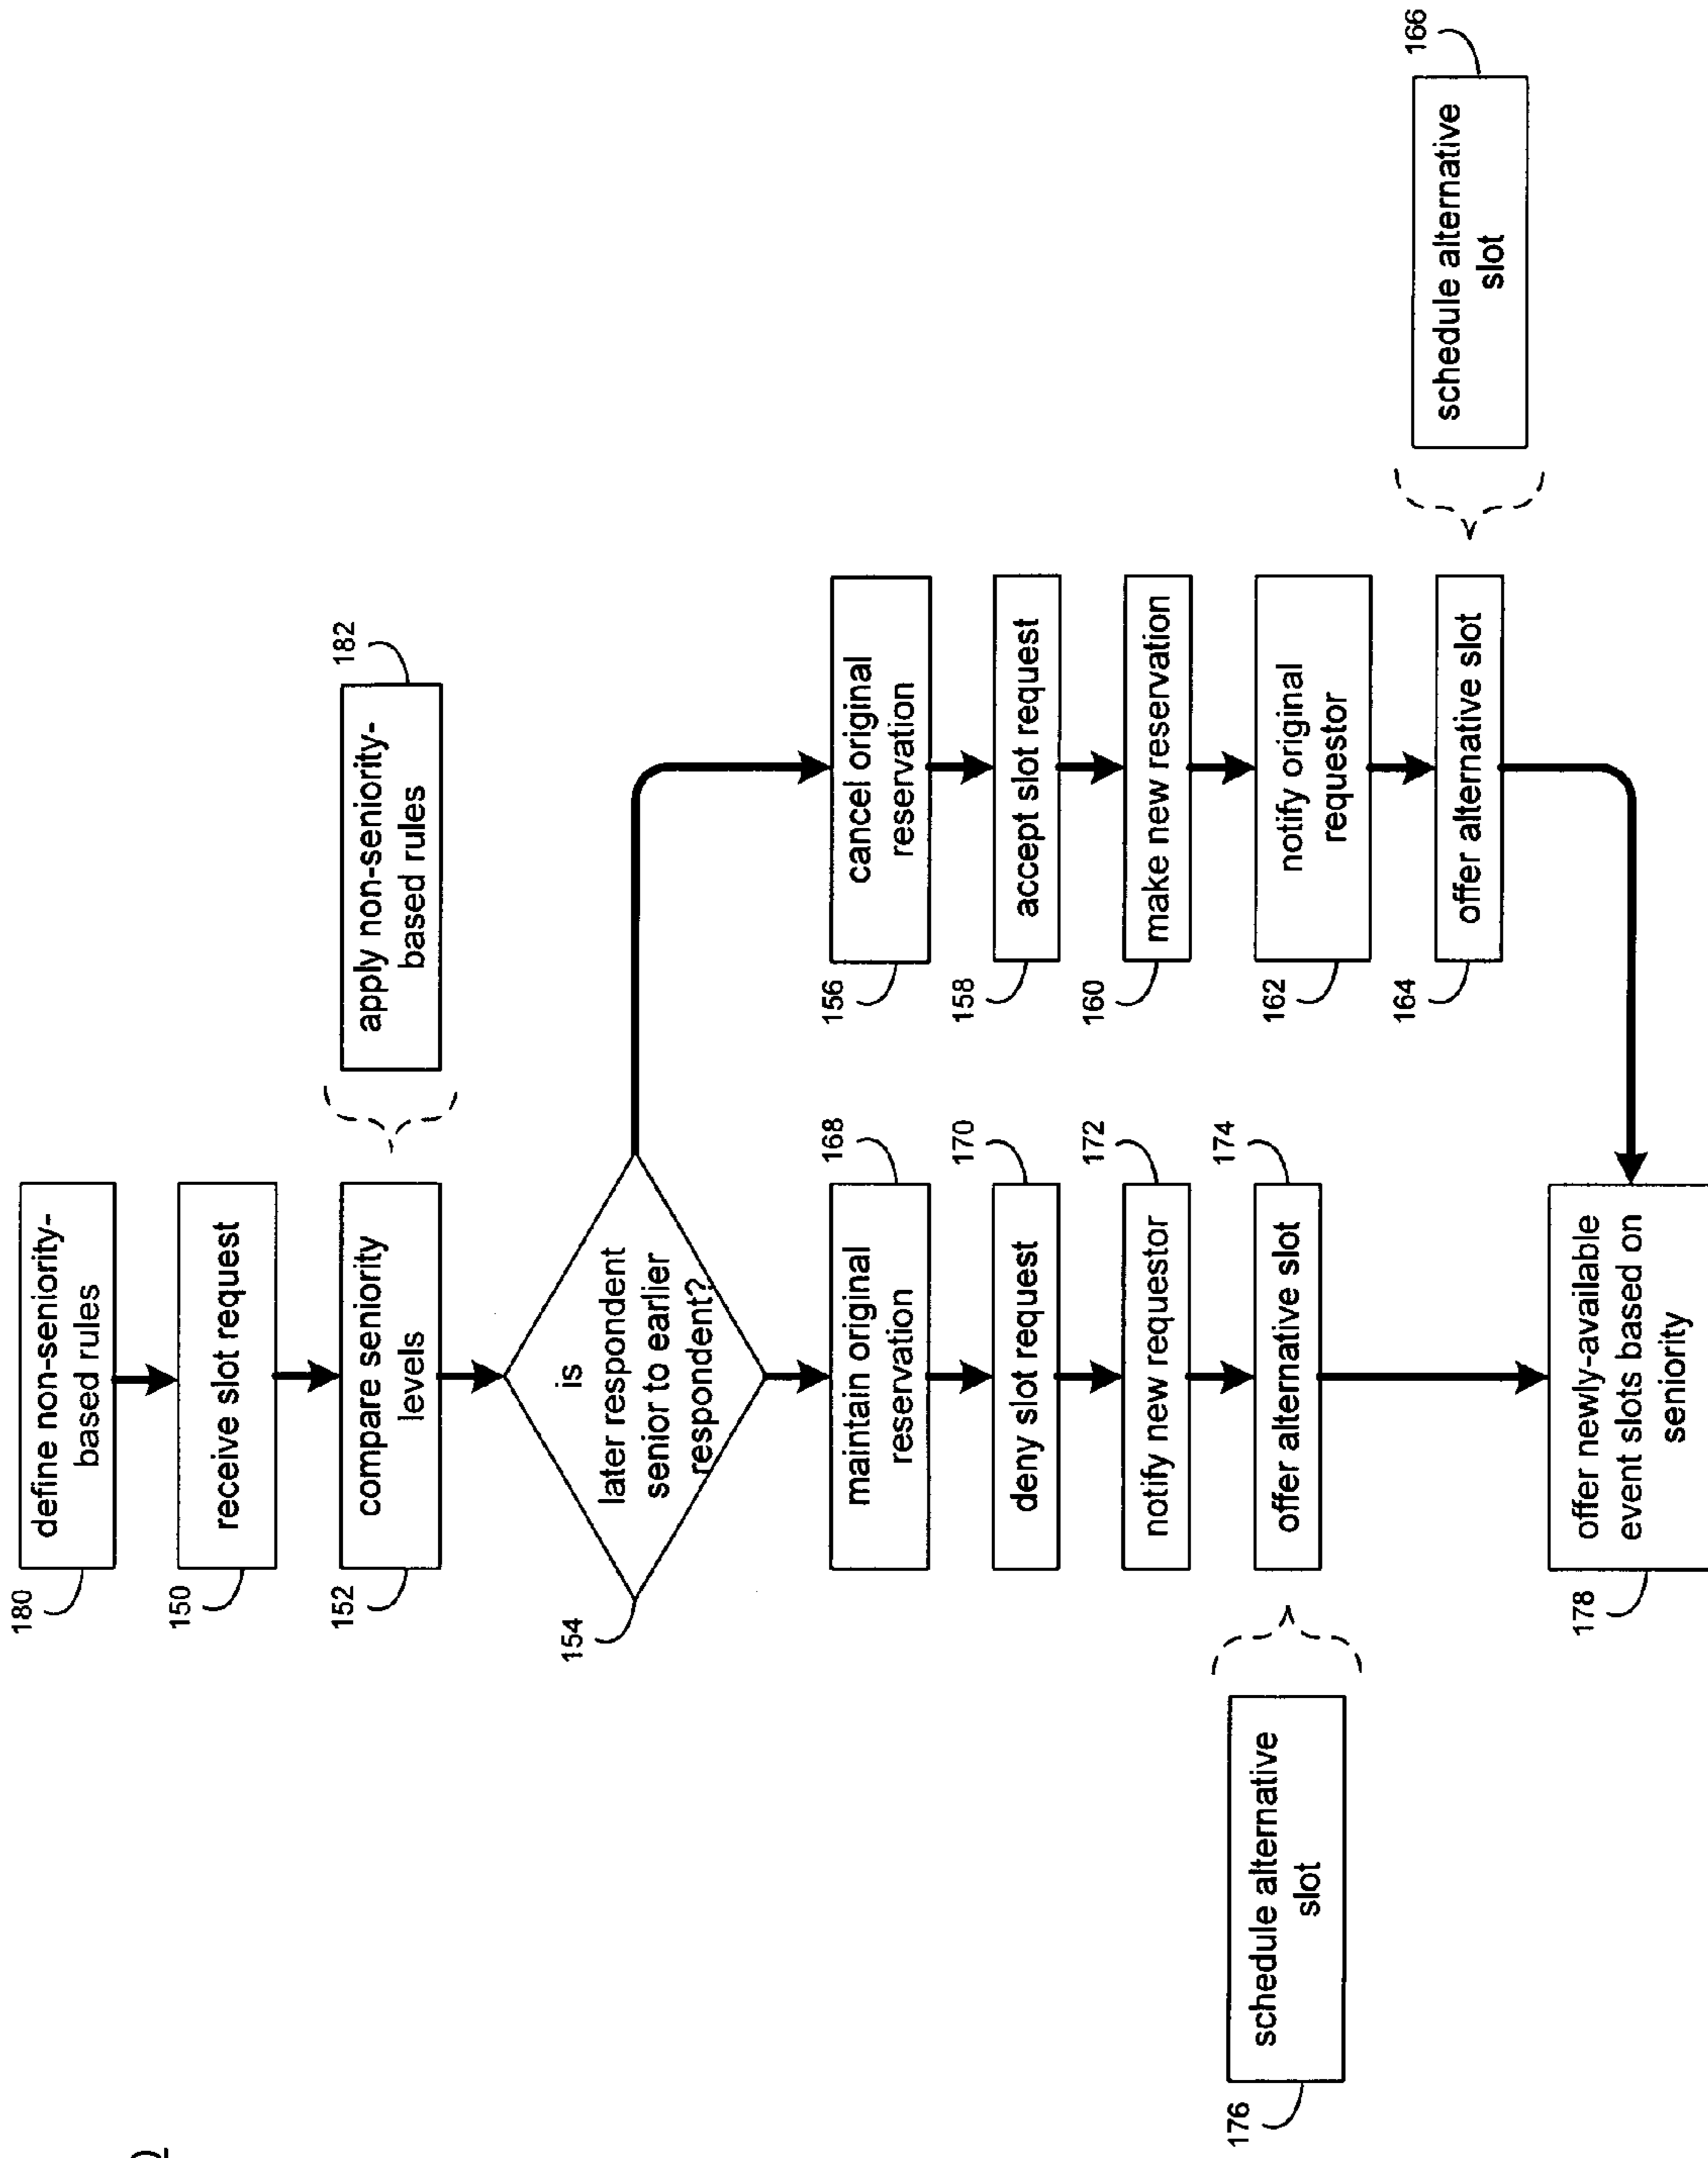 180
define non-seniority-
based rules
150
receive slot request
152
compare seniority
levels
182
apply non-seniority-
based rules
154
is
later respondent
senior to earlier
respondent?
168
maintain original
reservation
170
deny slot request
172
notify new requestor
174
offer alternative slot
176
schedule alternative
slot
156
cancel original
reservation
158
accept slot request
160
make new reservation
162
notify original
requestor
164
offer alternative slot
166
schedule alternative
slot
178
offer newly-available
event slots based on
seniority